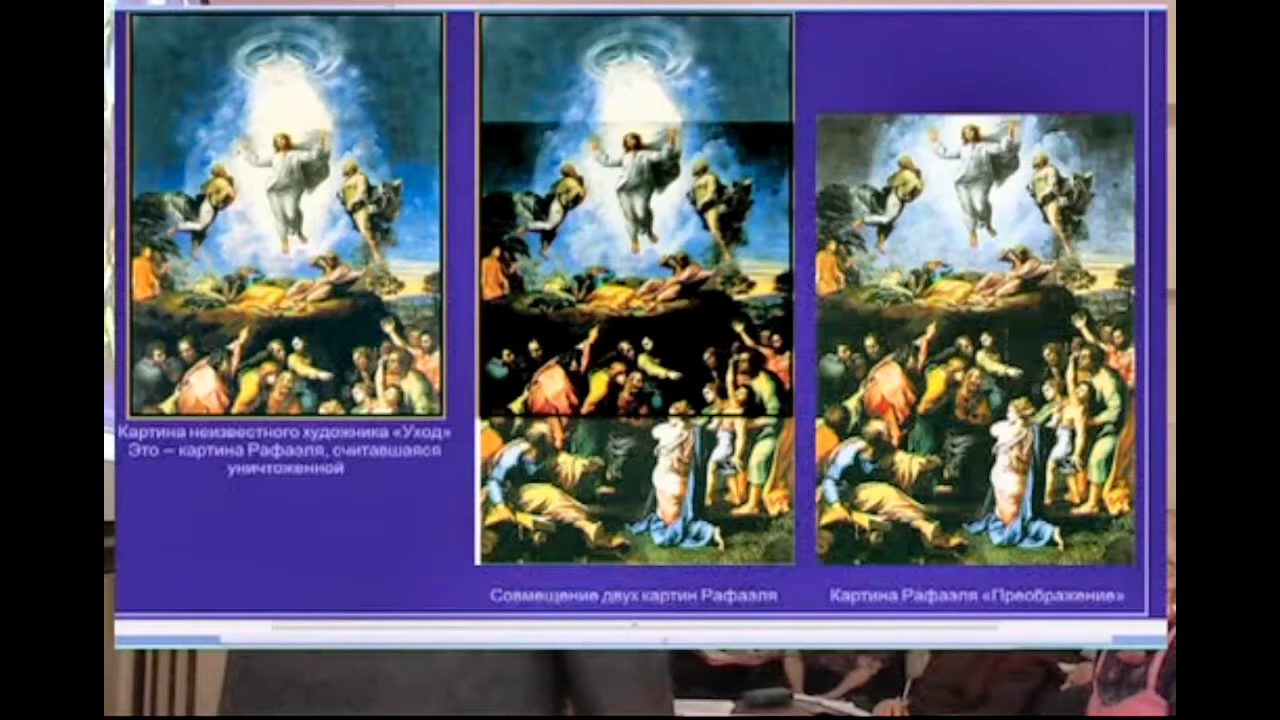 Картина неизвестного художника «Уход»
Это – картина Рафаэля, считавшаяся
уничтоженной
Совмещение двух картин Рафаэля
Картина Рафаэля «Преображение»